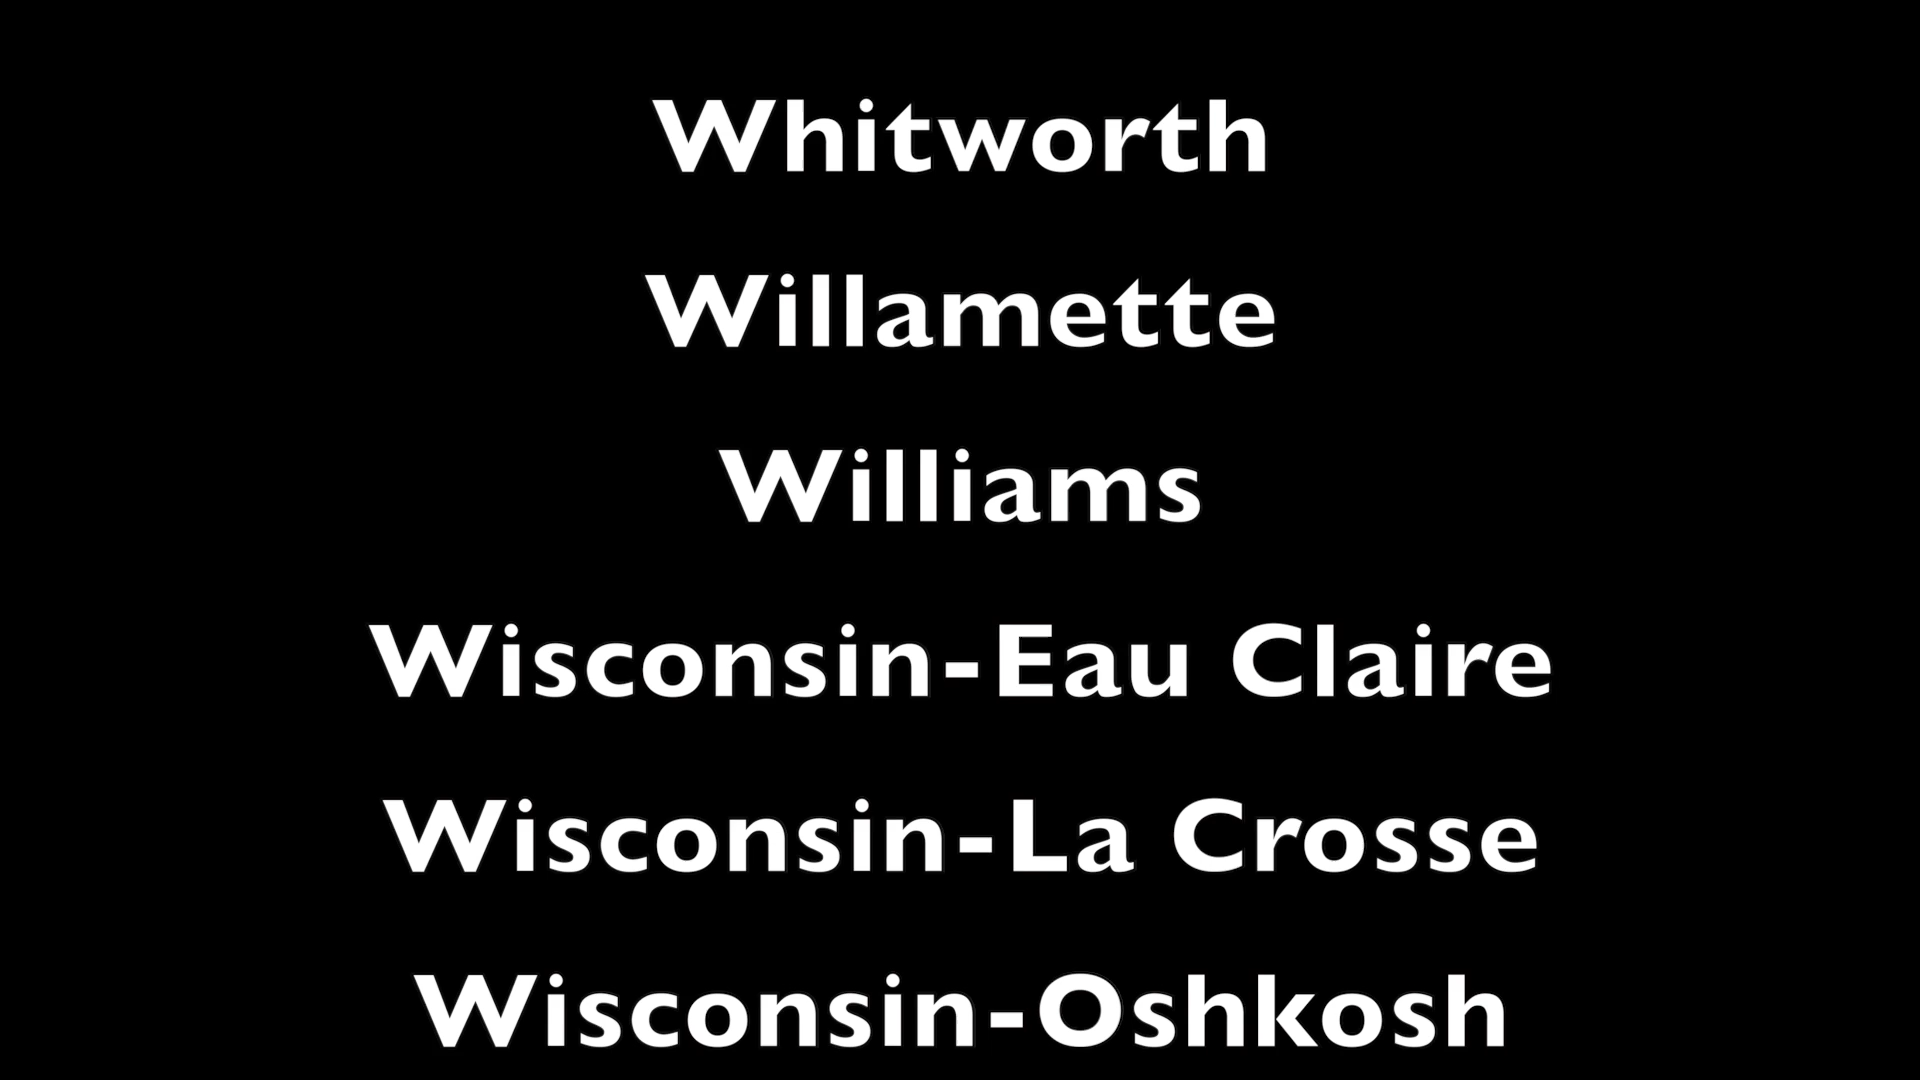 Whitworth
Willamette
Williams
Wisconsin-Eau Claire
Wisconsin-La Crosse
Wisconsin-Oshkosh